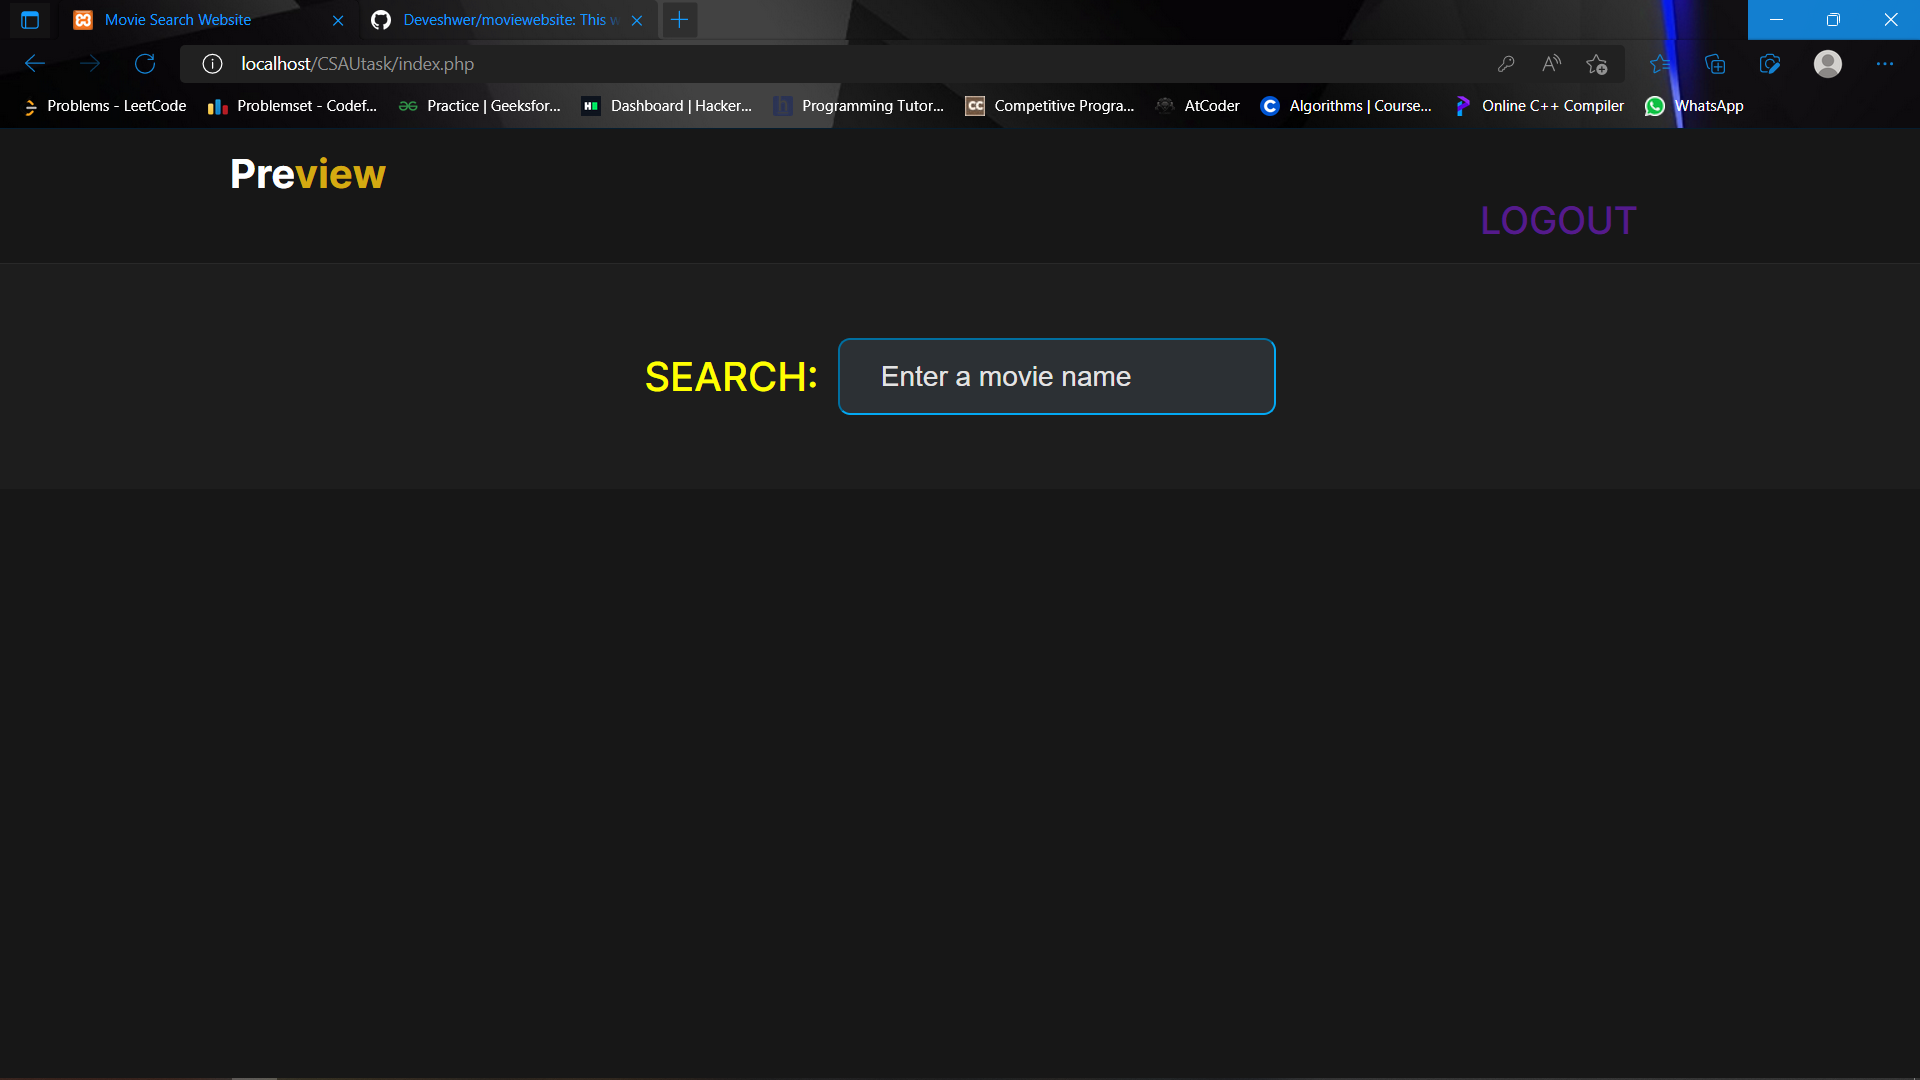 Movie Search Website
Deveshwer/moviewebsite: This w
localhost/CSAUtask/index.php
Problems - LeetCode
Problemset - Codef...
Practice | Geeksfor...
Dashboard | Hacker...
Programming Tutor...
Competitive Progra...
AtCoder
Algorithms | Course...
Online C++ Compiler
WhatsApp
Preview
LOGOUT
SEARCH: Enter a movie name